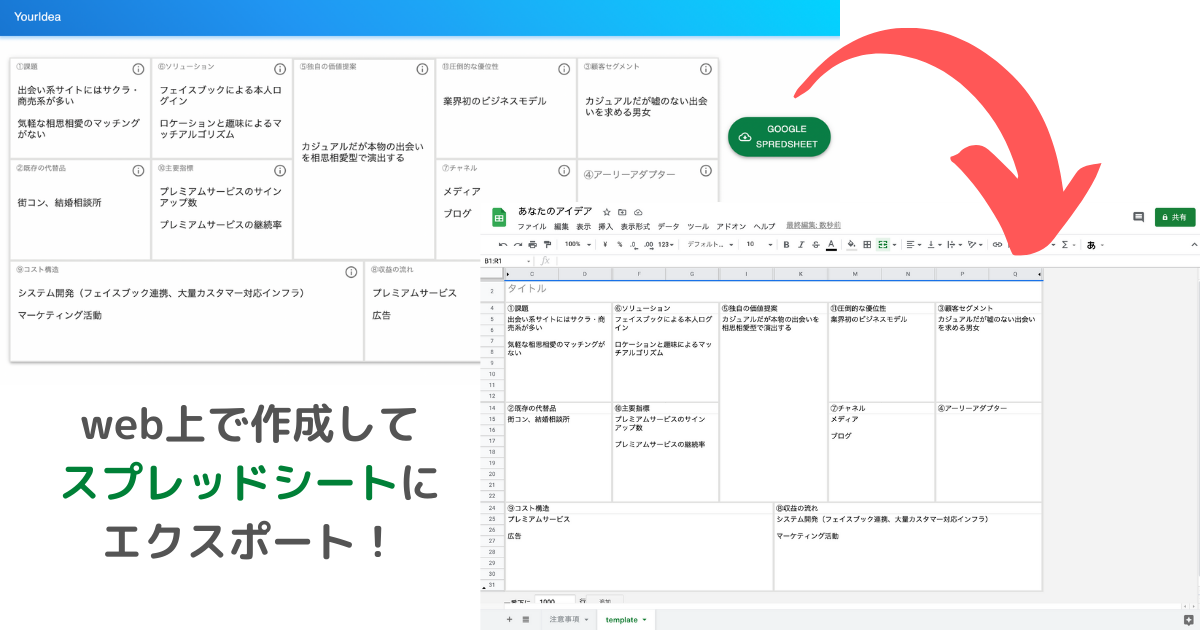 YourIdea
①課題
出会い系サイトにはサクラ・
商売系が多い
気軽な相思相愛のマッチング
がない
⑥ソリューション
フェイスブックによる本人ロ
グイン
ロケーションと趣味によるマ
ッチアルゴリズム
⑤独自の価値提案
カジュアルだが本物の出会い
を相思相愛型で演出する
⑪圧倒的な優位性
業界初のビジネスモデル
③顧客セグメント
カジュアルだが嘘のない出会
いを求める男女
②既存の代替品
街コン、結婚相談所
⑩主要指標
プレミアムサービスのサイン
アップ数
プレミアムサービスの継続率
⑦チャネル
メディア
ブログ
④アーリーアダプター
⑨コスト構造
システム開発（フェイスブック連携、大量カスタマー対応インフラ）
マーケティング活動
⑧収益の流れ
プレミアムサービス
広告
GOOGLE
SPREDSHEET
web上で作成して
スプレッドシートに
エクスポート！
あなたのアイデア
ファイル 編集 表示 挿入 表示形式 データ ツール アドオン ヘルプ 最終編集: 数秒前
共有
100% ¥ % .0 .00 123 デフォルト... 10 B I S A Σ あ
B1:R1 fx
C D F G I K M N P Q
2 タイトル
4 5 6 7 8 9 10 11 12 14 15 16 17 18 19 20 21 22 24 25 26 27 28 29 30 31
①課題
出会い系サイトにはサクラ・商
売系が多い
気軽な相思相愛のマッチングが
ない
⑥ソリューション
フェイスブックによる本人ログ
イン
ロケーションと趣味によるマッ
チアルゴリズム
⑤独自の価値提案
カジュアルだが本物の出会いを
相思相愛型で演出する
⑪圧倒的な優位性
業界初のビジネスモデル
③顧客セグメント
カジュアルだが嘘のない出会い
を求める男女
②既存の代替品
街コン、結婚相談所
⑩主要指標
プレミアムサービスのサイン
アップ数
プレミアムサービスの継続率
⑦チャネル
メディア
ブログ
④アーリーアダプター
⑨コスト構造
プレミアムサービス
広告
⑧収益の流れ
システム開発（フェイスブック連携、大量カスタマー対応インフラ）
マーケティング活動
一番下に 1000 行 追加
+ 注意事項 template